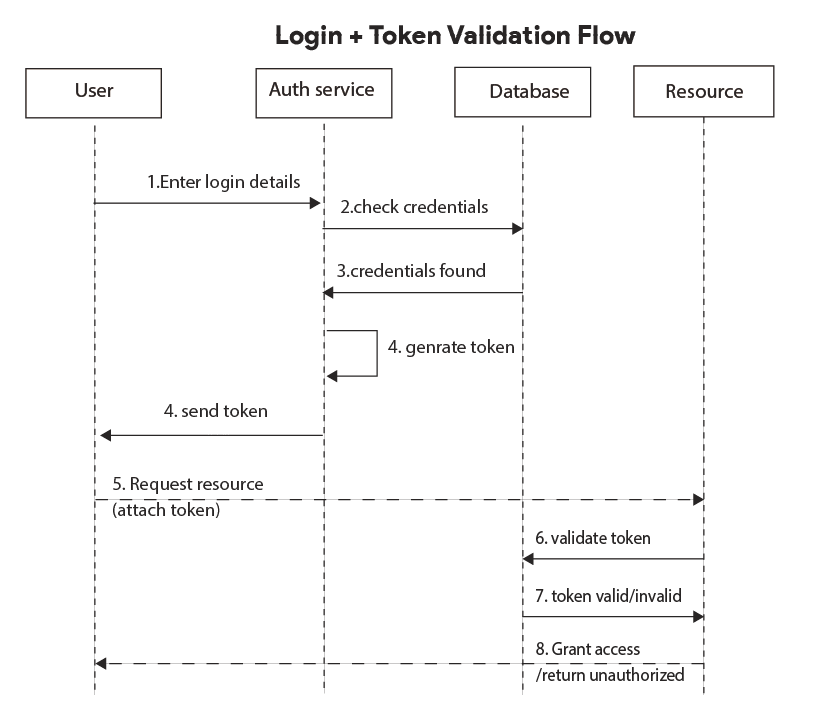 Login + Token Validation Flow
User
Auth service
Database
Resource
1.Enter login details
2.check credentials
3.credentials found
4. genrate token
4. send token
5. Request resource
(attach token)
6. validate token
7. token valid/invalid
8. Grant access
/return unauthorized